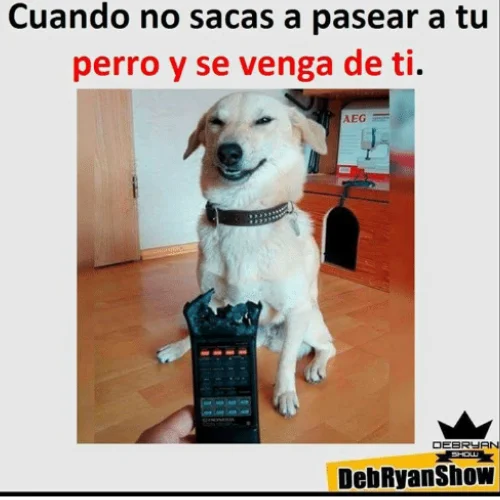 Cuando no sacas a pasear a tu
perro y se venga de ti.
AEG
DEBRYAN
SHOW
DebRyanShow